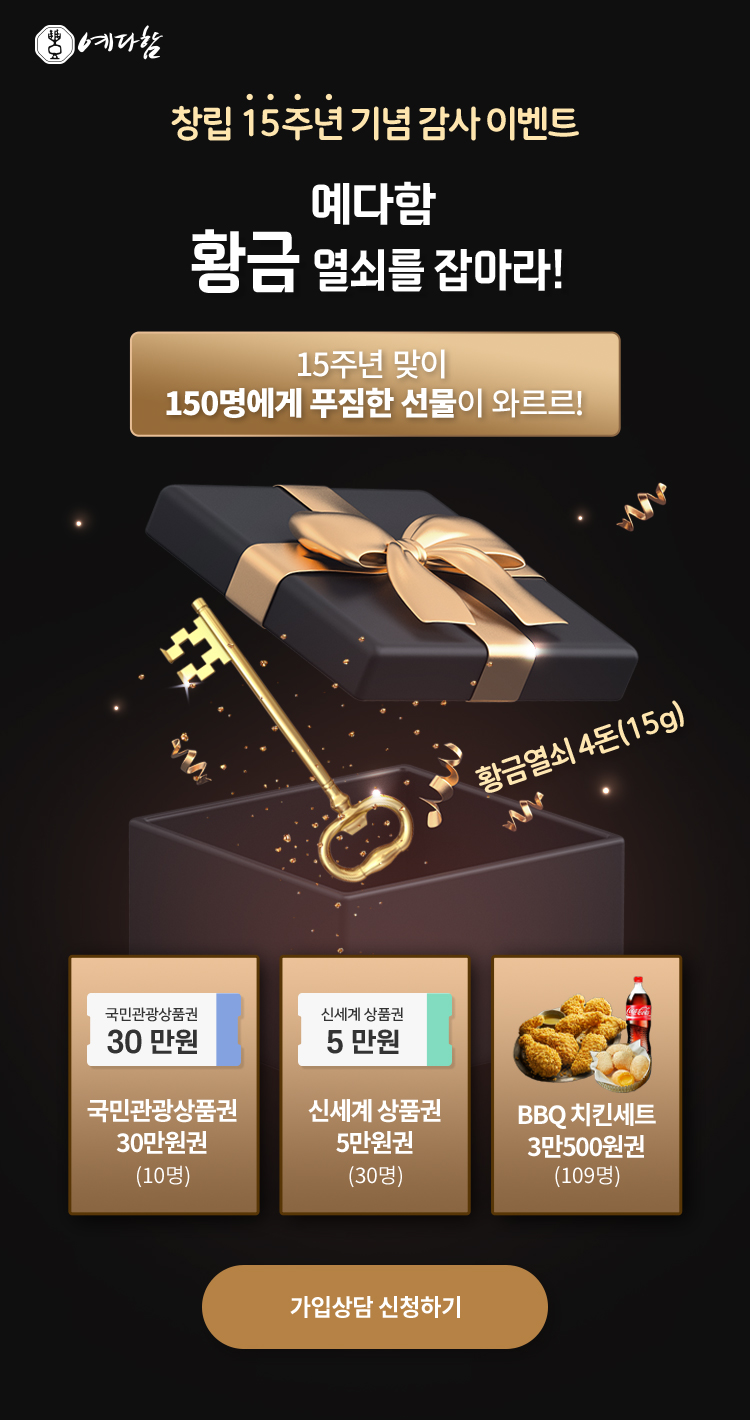 예다함
창립 15주년 기념 감사 이벤트
예다함
황금 열쇠를 잡아라!
15주년 맞이
150명에게 푸짐한 선물이 와르르!
황금열쇠 4돈(15g)
국민관광상품권
30 만원
국민관광상품권
30만원권
(10명)
신세계 상품권
5 만원
신세계 상품권
5만원권
(30명)
Coca-Cola
BBQ 치킨세트
3만500원권
(109명)
가입상담 신청하기